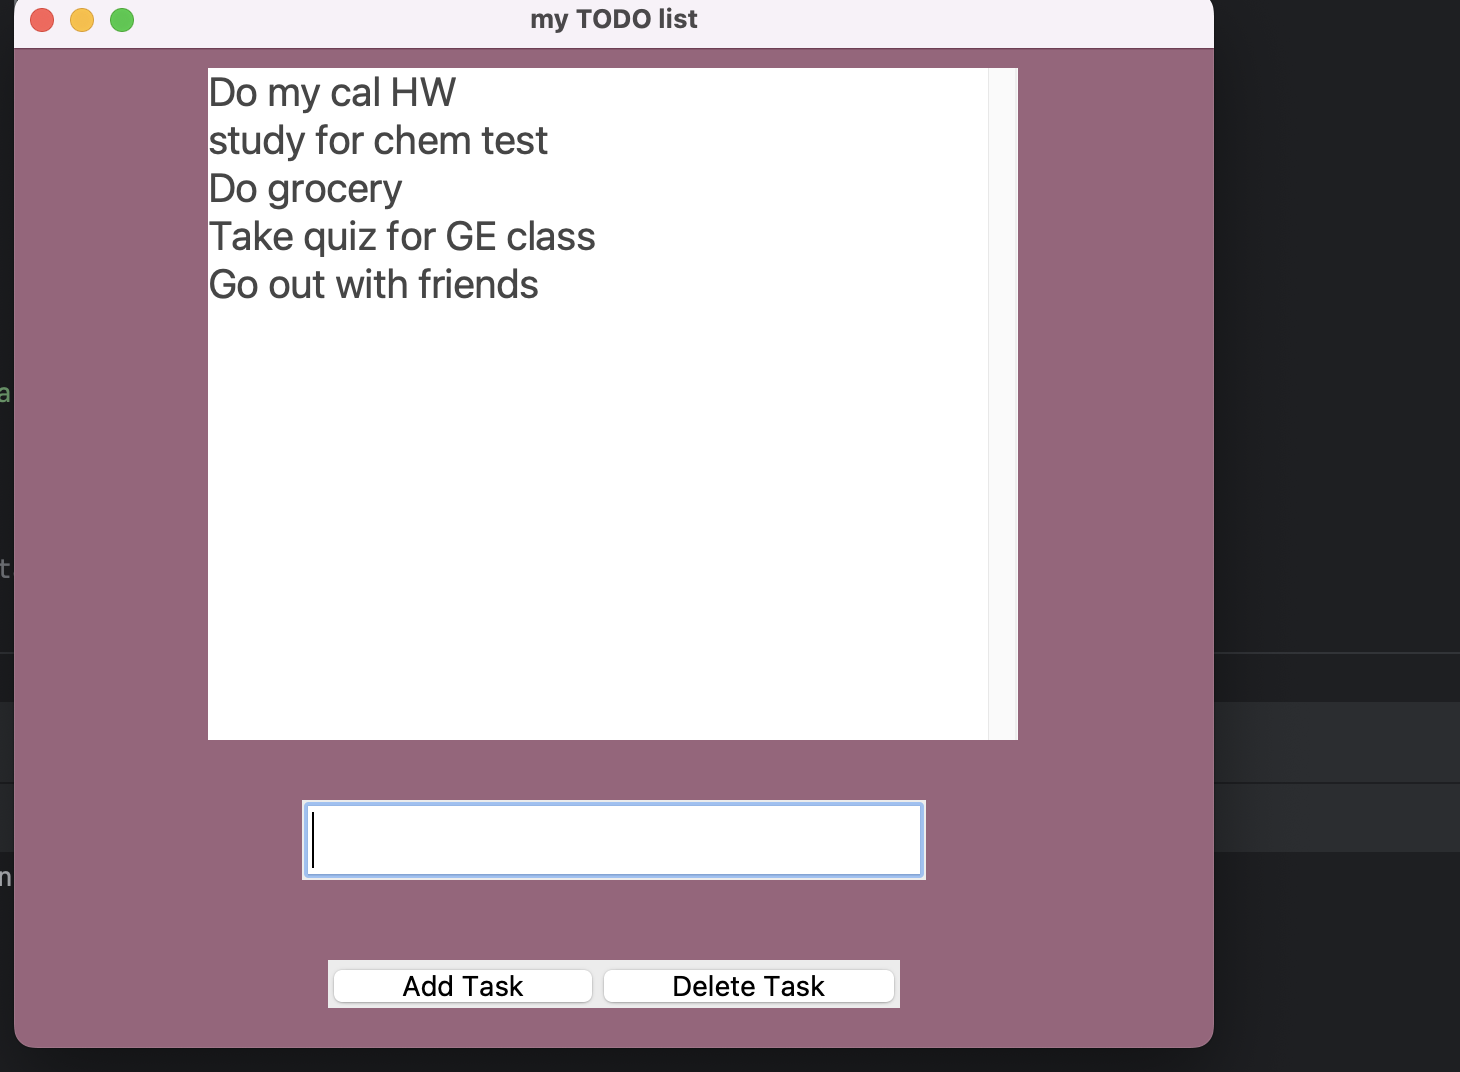 my TODO list
Do my cal HW
study for chem test
Do grocery
Take quiz for GE class
Go out with friends
a
t
n
Add Task
Delete Task